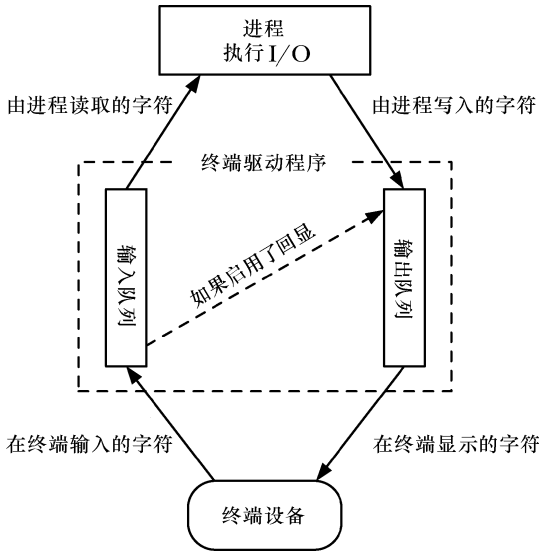 进程
执行I/O
由进程读取的字符
由进程写入的字符
终端驱动程序
输入队列
如果启用了回显
输出队列
在终端输入的字符
在终端显示的字符
终端设备